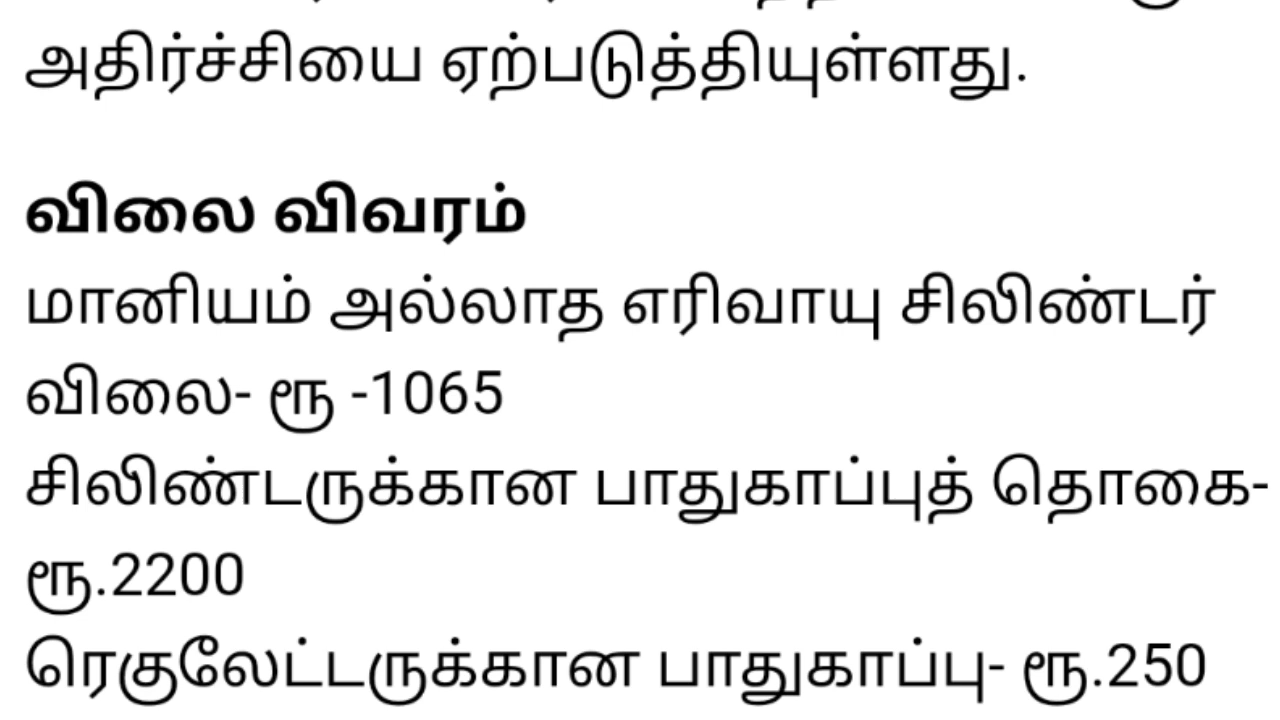 அதிர்ச்சியை ஏற்படுத்தியுள்ளது.
விலை விவரம்
மானியம் அல்லாத எரிவாயு சிலிண்டர்
விலை- ரூ -1065
சிலிண்டருக்கான பாதுகாப்புத் தொகை-
ரூ.2200
ரெகுலேட்டருக்கான பாதுகாப்பு- ரூ.250